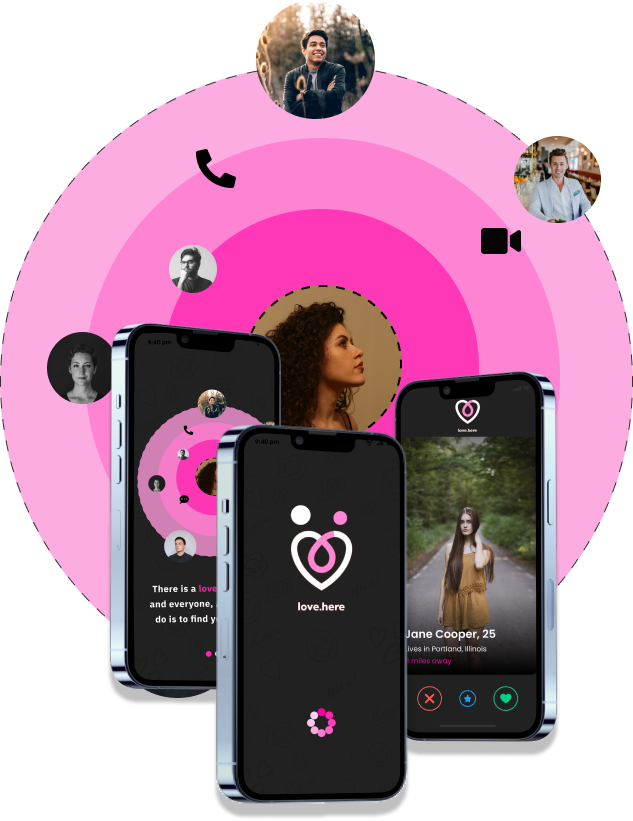 9:40 pm
love.here
There is a love
and everyone,
do is to find
9:40 pm
love.here
Jane Cooper, 25
Lives in Portland, Illinois
miles away